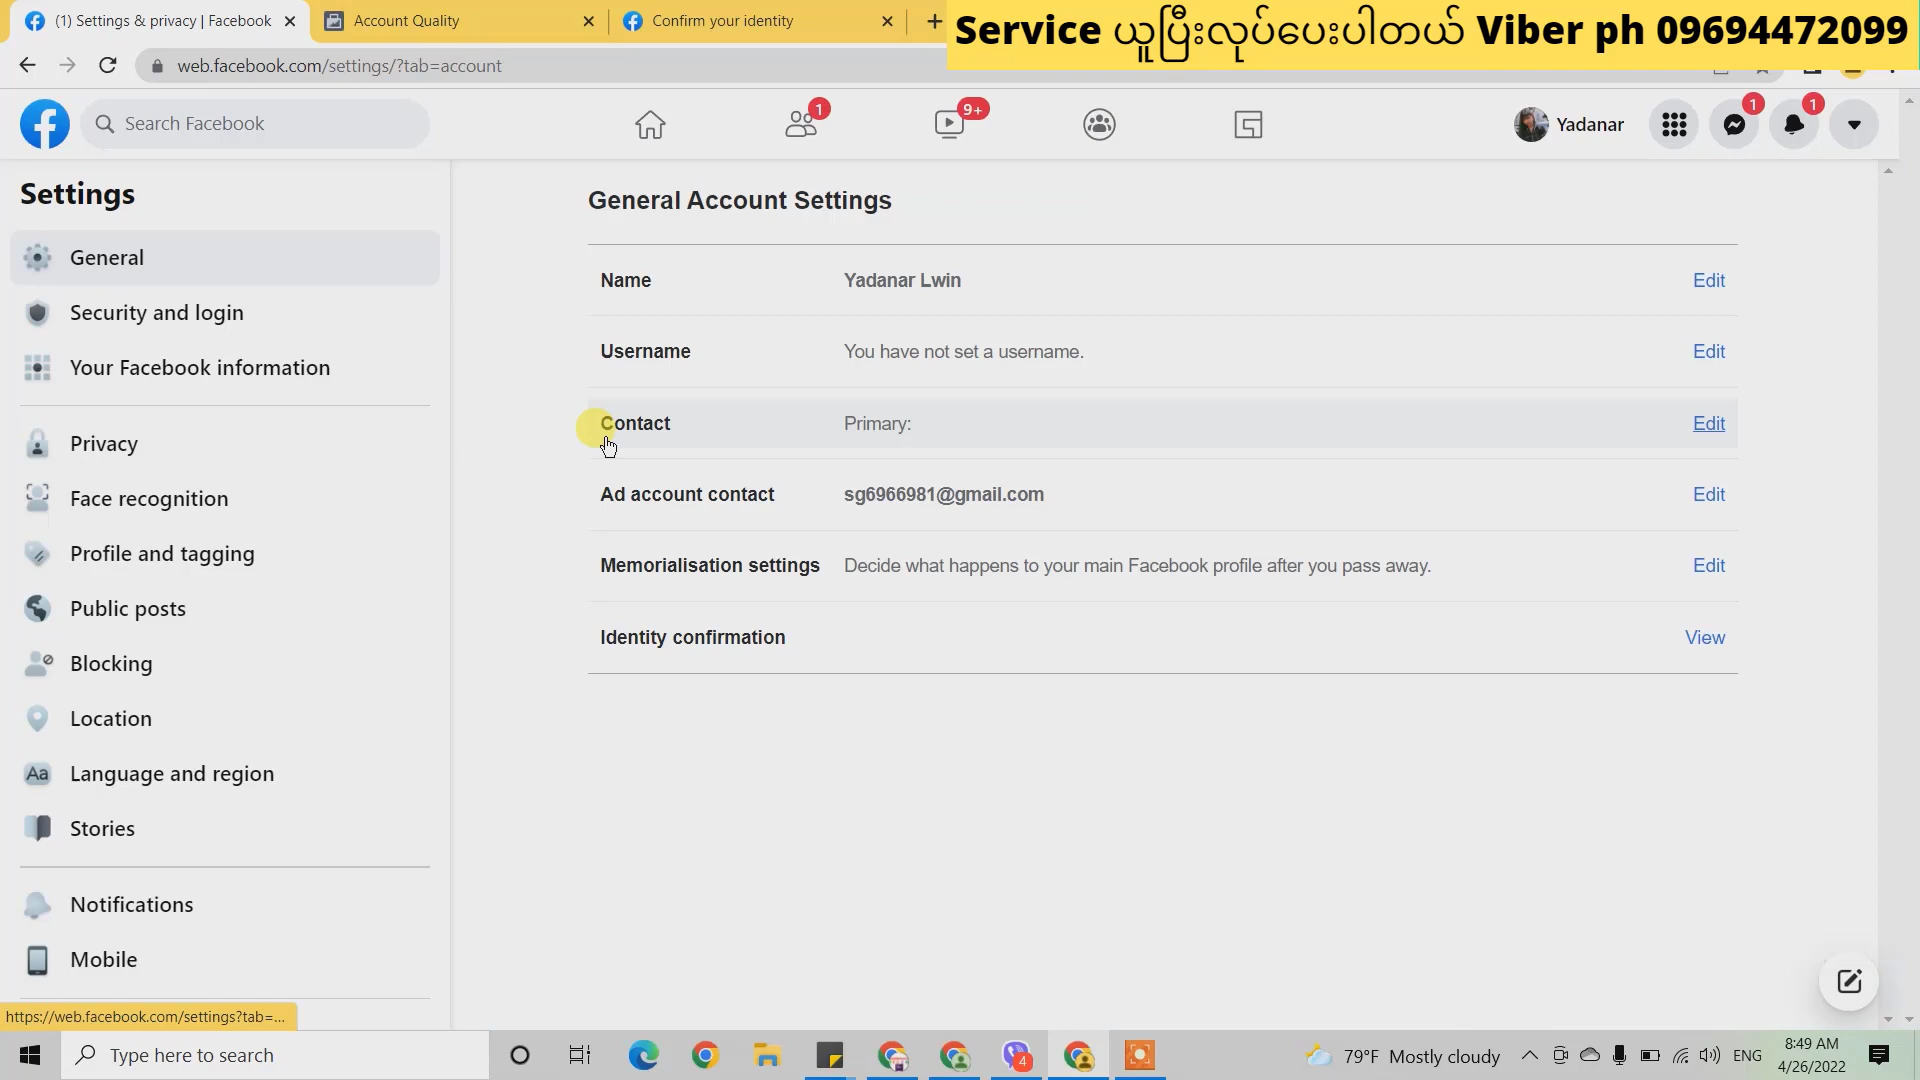 (1) Settings & privacy | Facebook
Account Quality
Confirm your identity
Service ယူပြီးလုပ်ပေးပါတယ် Viber ph 09694472099
web.facebook.com/settings/?tab=account
Search Facebook
1
9+
Yadanar
1
1
Settings
General
Security and login
Your Facebook information
Privacy
Face recognition
Profile and tagging
Public posts
Blocking
Location
Aa Language and region
Stories
Notifications
Mobile
General Account Settings
Name Yadanar Lwin Edit
Username You have not set a username. Edit
Contact Primary: Edit
Ad account contact sg6966981@gmail.com Edit
Memorialisation settings Decide what happens to your main Facebook profile after you pass away. Edit
Identity confirmation View
https://web.facebook.com/settings?tab=...
Type here to search
4
79°F Mostly cloudy
ENG
8:49 AM
4/26/2022